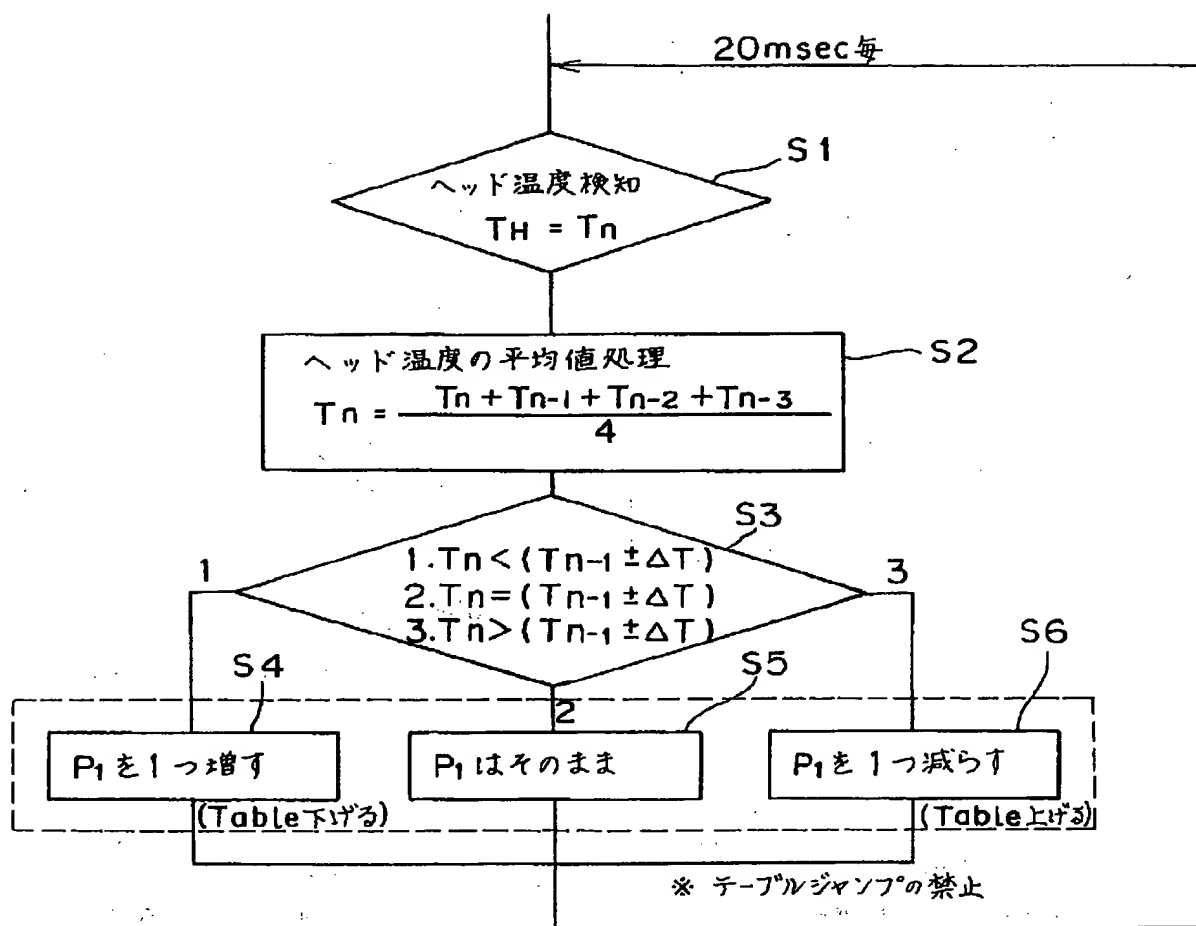 20msec毎
S1
ヘッド温度検知
TH = Tn
S2
ヘッド温度の平均値処理
Tn = Tn + Tn-1 + Tn-2 + Tn-3
4
S3
1
1.Tn<(Tn-1 ±ΔT)
3
2.Tn=(Tn-1 ±ΔT)
3.Tn>(Tn-1 ±ΔT)
S4
S5
S6
2
P1を1つ増す
P1はそのまま
P1を1つ減らす
(Table下げる)
(Table上げる)
※ テーブルジャンプの禁止